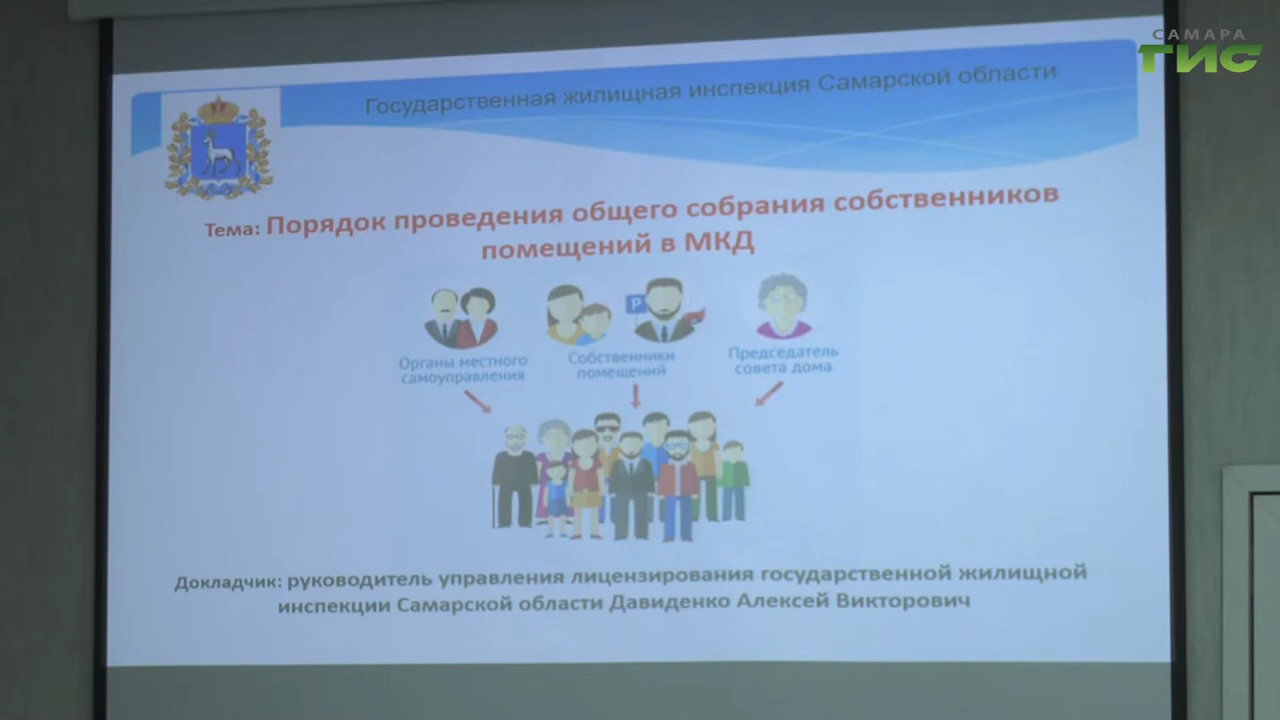 САМАРА
ГИС
Государственная жилищная инспекция Самарской области
Тема: Порядок проведения общего собрания собственников
помещений в МКД
P
Органы местного
самоуправления
Собственники
помещений
Председатель
совета дома
Докладчик: руководитель управления лицензирования государственной жилищной
инспекции Самарской области Давиденко Алексей Викторович